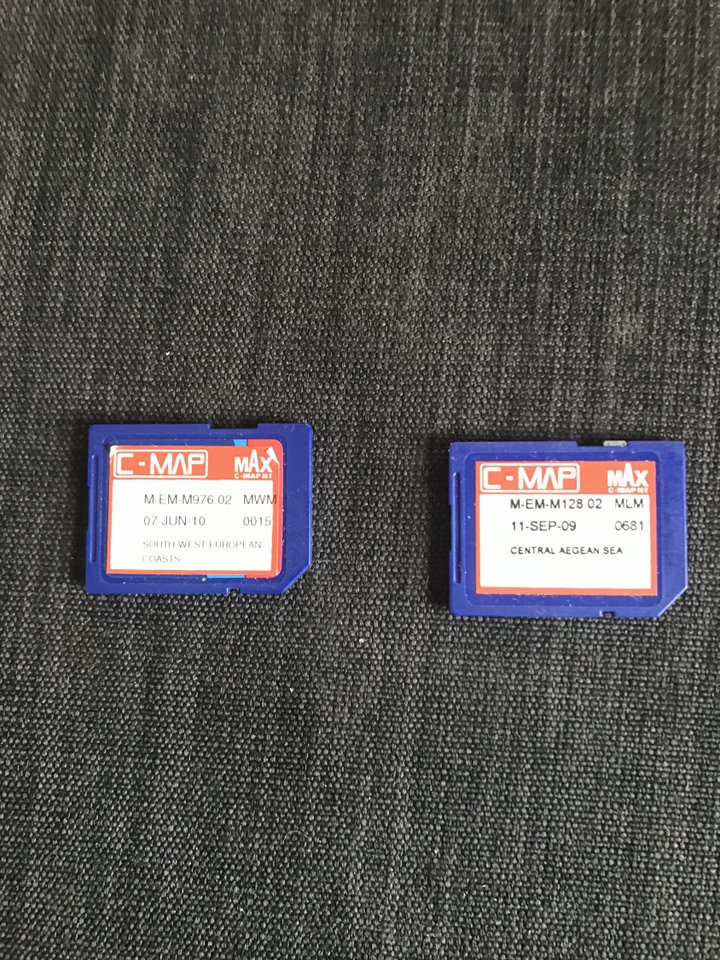 C-MAP MAX
C-MAP NT
M-EM-M976.02 MWM
07-JUN-10 0015
SOUTH WEST EUROPEAN
COASTS
C-MAP MAX
C-MAP NT
M-EM-M128.02 MLM
11-SEP-09 0681
CENTRAL AEGEAN SEA